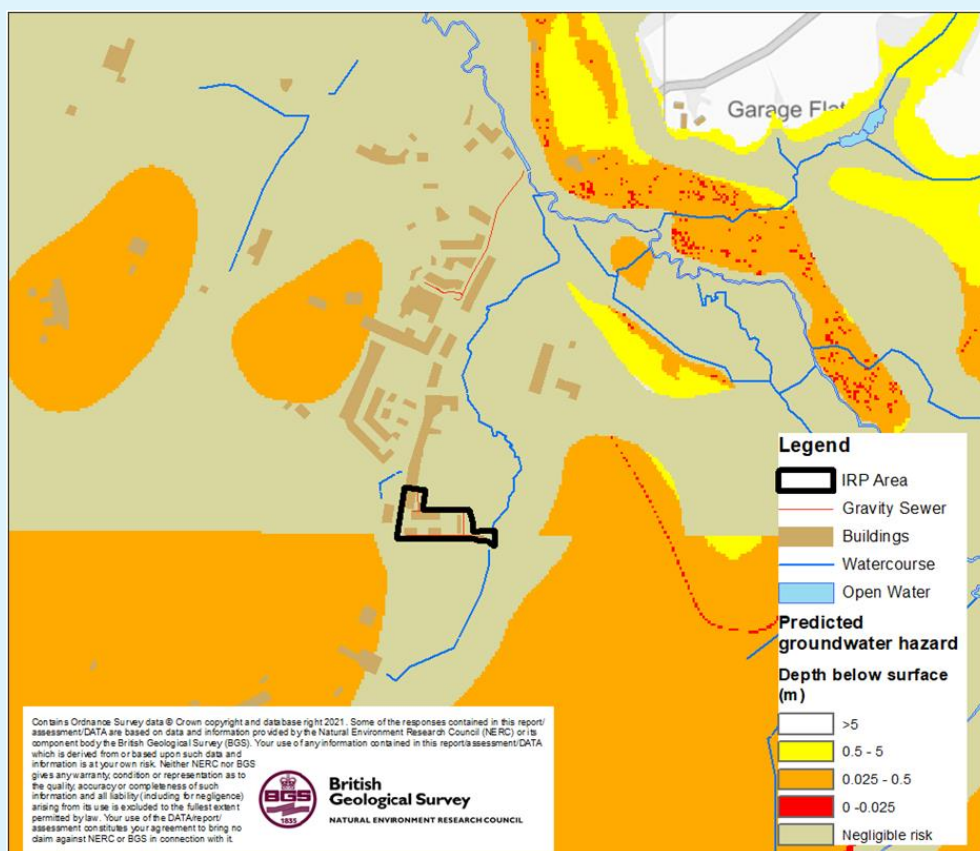 Garage Flat
Legend
IRP Area
Gravity Sewer
Buildings
Watercourse
Open Water
Predicted
groundwater hazard
Depth below surface
(m)
>5
0.5 - 5
0.025 - 0.5
0 -0.025
Negligible risk
Contains Ordnance Survey data © Crown copyright and database right 2021. Some of the responses contained in this report/
assessment/DATA are based on data and information provided by the Natural Environment Research Council (NERC) or its
component body the British Geological Survey (BGS). Your use of any information contained in this report/assessment/DATA
which is derived from or based upon such data and
information is at your own risk. Neither NERC nor BGS
gives any warranty, condition or representation as to
the quality, accuracy or completeness of such
information and all liability (including for negligence)
arising from its use is excluded to the fullest extent
permitted by law. Your use of the DATA/report/
assessment constitutes your agreement to bring no
claim against NERC or BGS in connection with it.
BGS
1835
British
Geological Survey
NATURAL ENVIRONMENT RESEARCH COUNCIL